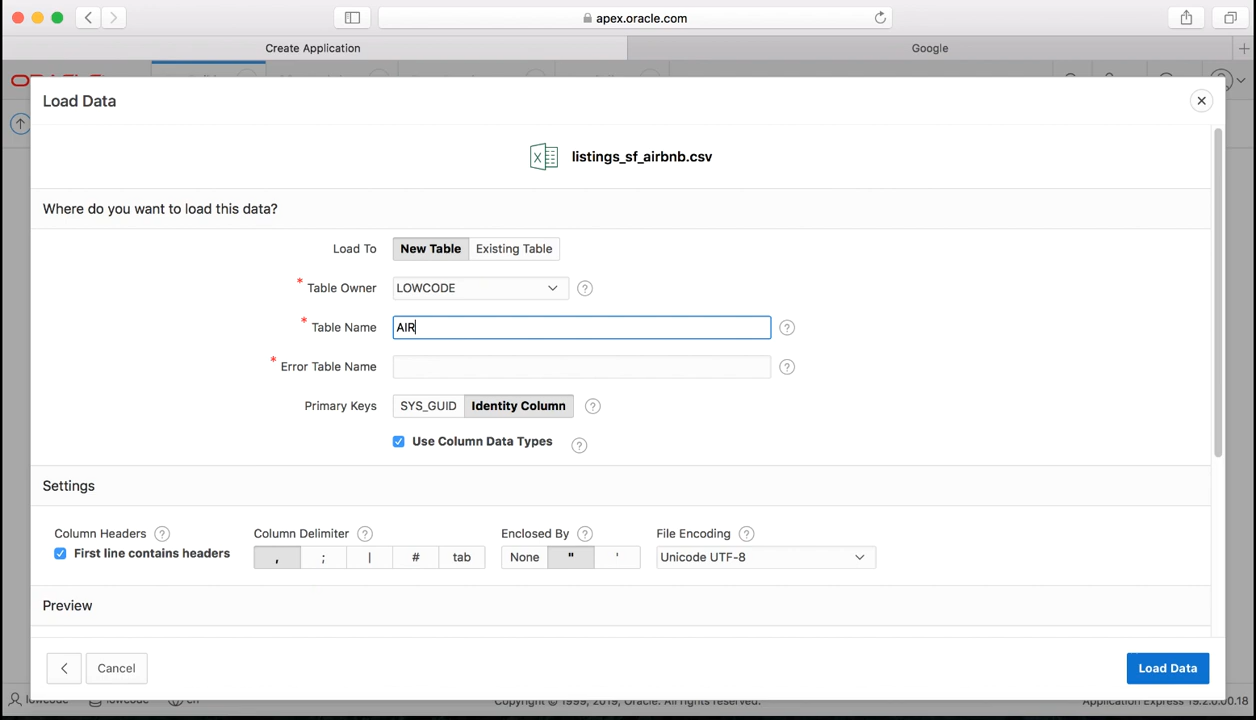 apex.oracle.com
Create Application
Google
Load Data
listings_sf_airbnb.csv
Where do you want to load this data?
Load To New Table Existing Table
* Table Owner LOWCODE ?
* Table Name AIR ?
* Error Table Name ?
Primary Keys SYS_GUID Identity Column ?
Use Column Data Types ?
Settings
Column Headers ? Column Delimiter ? Enclosed By ? File Encoding ?
First line contains headers , ; | # tab None " ' Unicode UTF-8
Preview
Cancel Load Data
lowcode lowcode en Copyright © 1999, 2019, Oracle. All rights reserved. Application Express 19.2.0.00.18